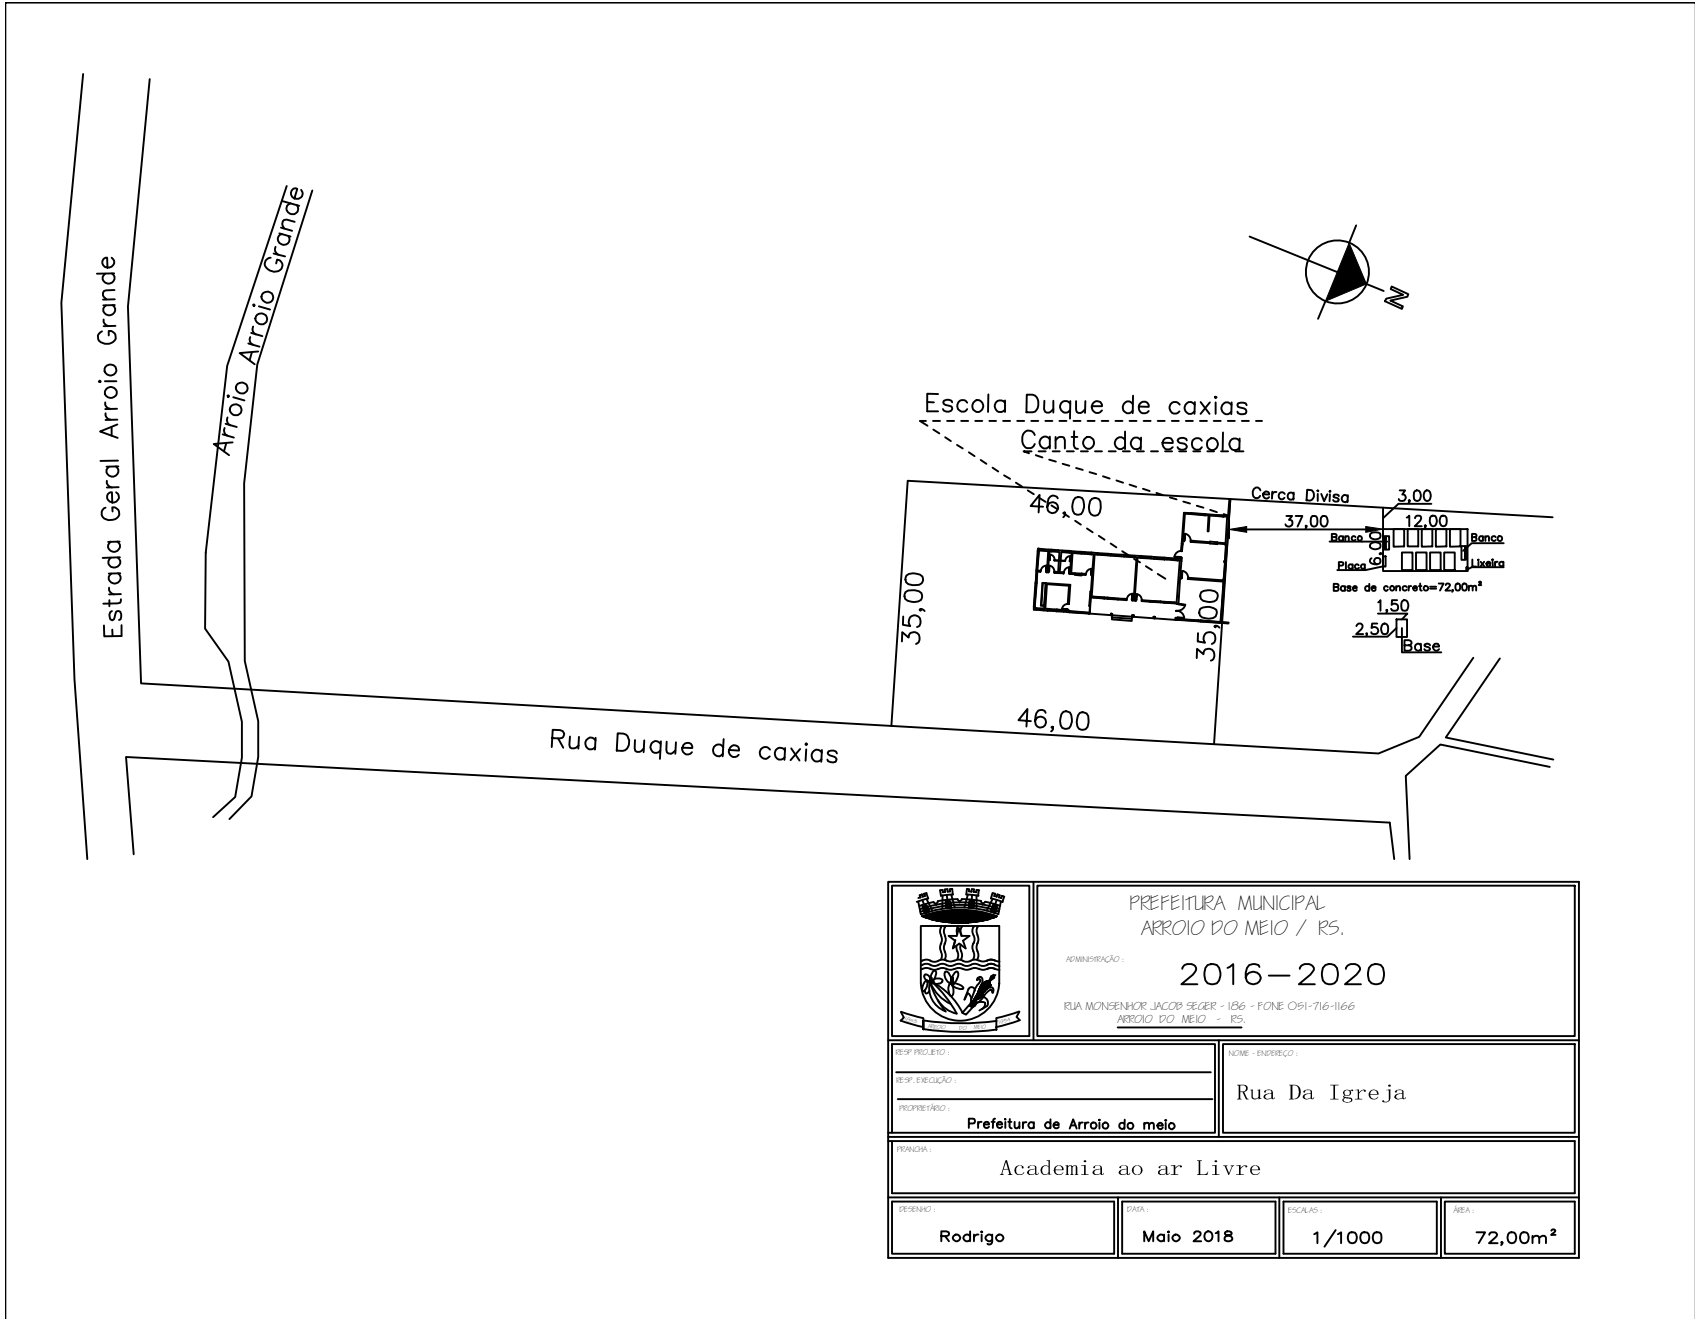 Estrada Geral Arroio Grande
Arroio Arroio Grande
N
Escola Duque de caxias
Canto da escola
46,00
35,00
35,00
46,00
Rua Duque de caxias
Cerca Divisa
3,00
37,00
12,00
Banco
6,00
Banco
Placa
Lixeira
Base de concreto=72,00m²
1,50
2,50
Base
PREFEITURA MUNICIPAL
ARROIO DO MEIO / RS.
ADMINISTRAÇÃO :
2016-2020
RUA MONSENHOR JACOB SEGER - 186 - FONE 051-716-1166
ARROIO DO MEIO - RS.
ARROIO DO MEIO
RESP PROJETO :
RESP. EXECUÇÃO :
PROPRIETÁRIO :
Prefeitura de Arroio do meio
NOME - ENDEREÇO :
Rua Da Igreja
PRANCHA :
Academia ao ar Livre
DESENHO :
Rodrigo
DATA :
Maio 2018
ESCALAS :
1/1000
ÁREA :
72,00m²